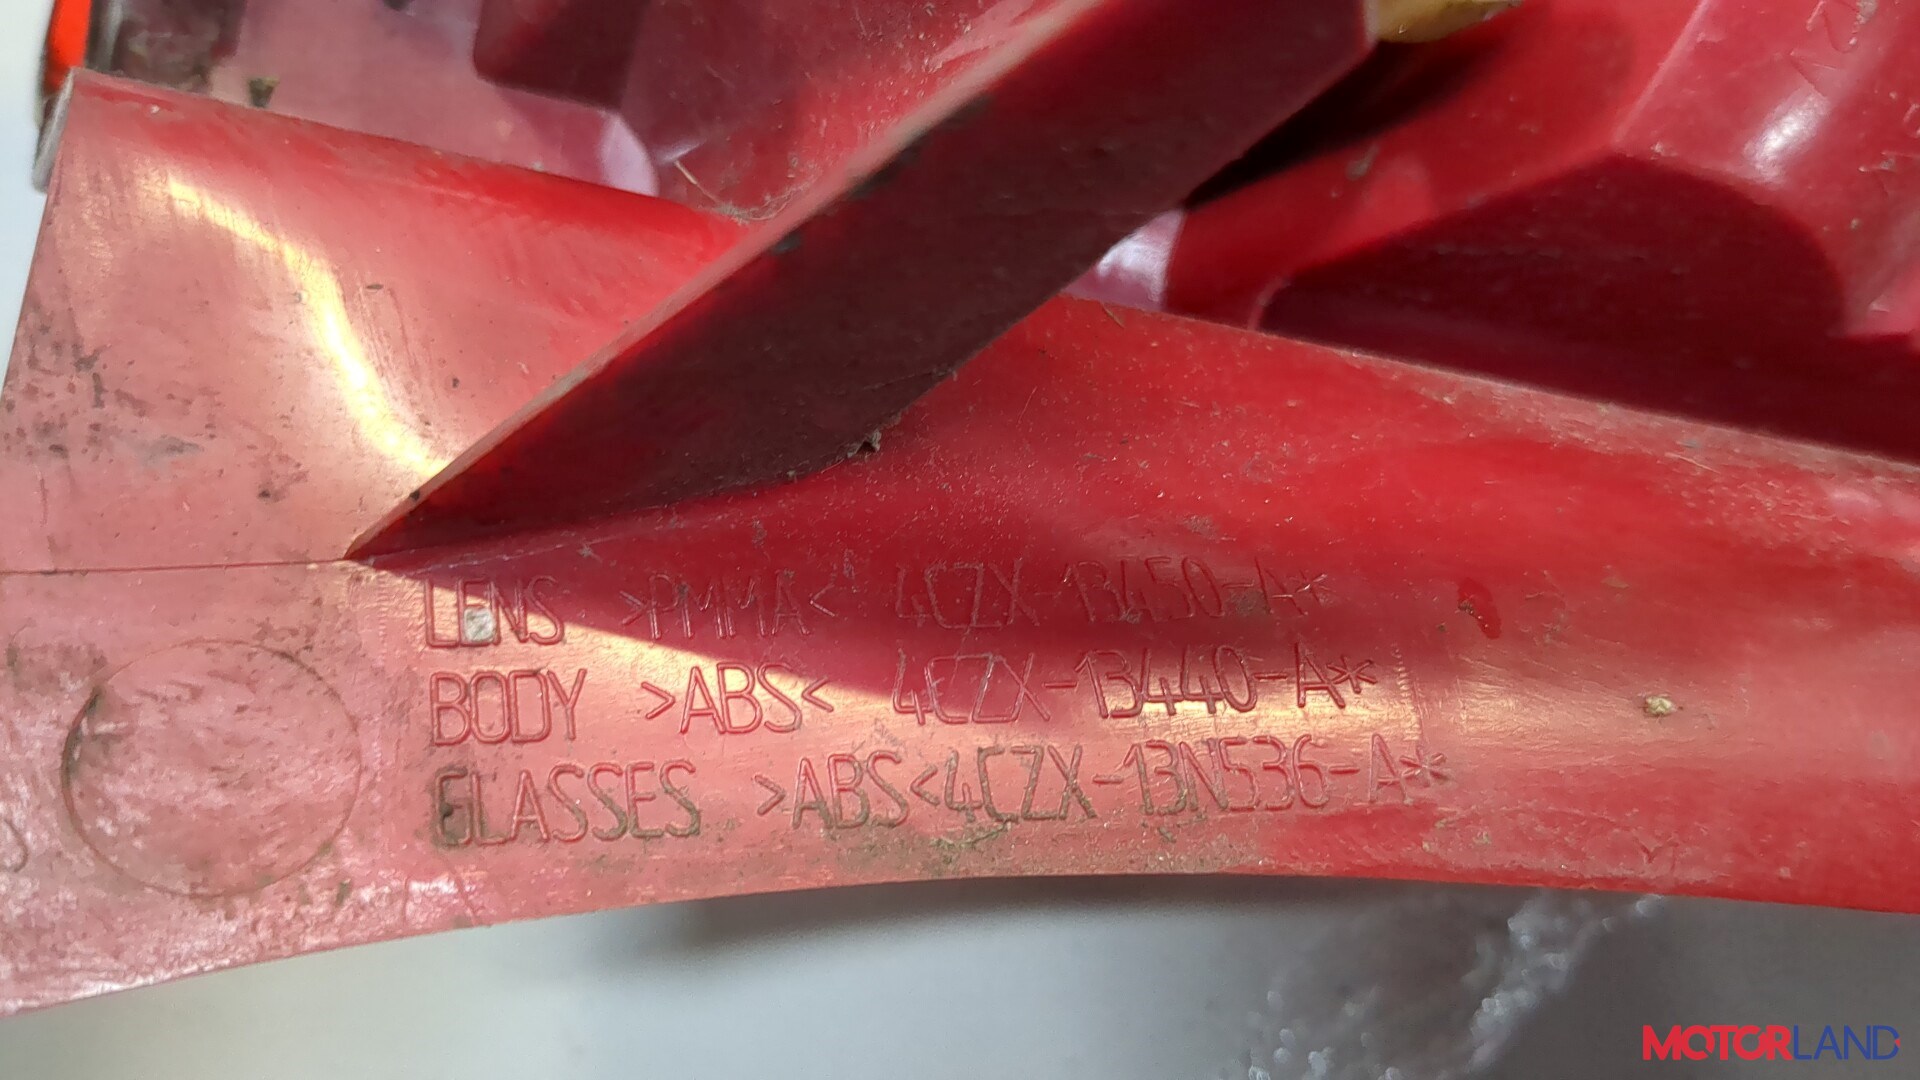 LENS >PMMA< 4CZX-13450-A*
BODY >ABS< 4CZX-13440-A*
GLASSES >ABS<4CZX-13N536-A*
MOTORLAND